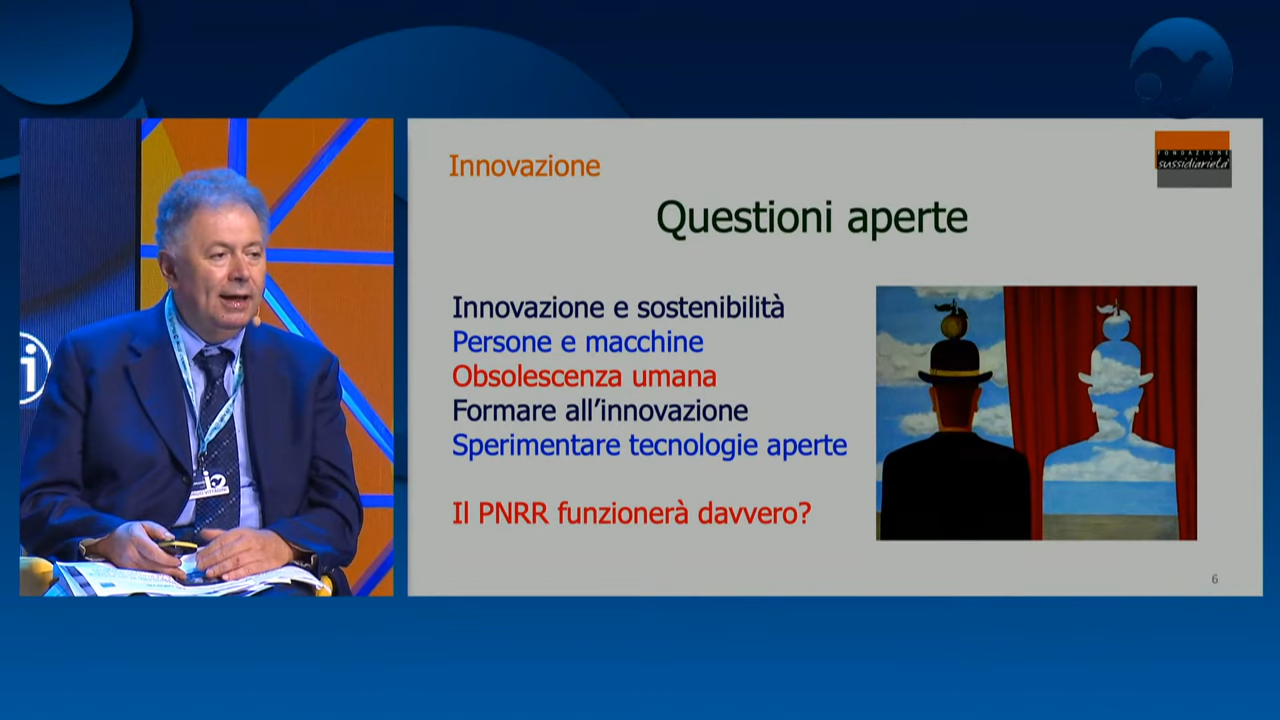 Innovazione
FONDAZIONE
sussidiarietà
Questioni aperte
Innovazione e sostenibilità
Persone e macchine
Obsolescenza umana
Formare all'innovazione
Sperimentare tecnologie aperte
Il PNRR funzionerà davvero?
6